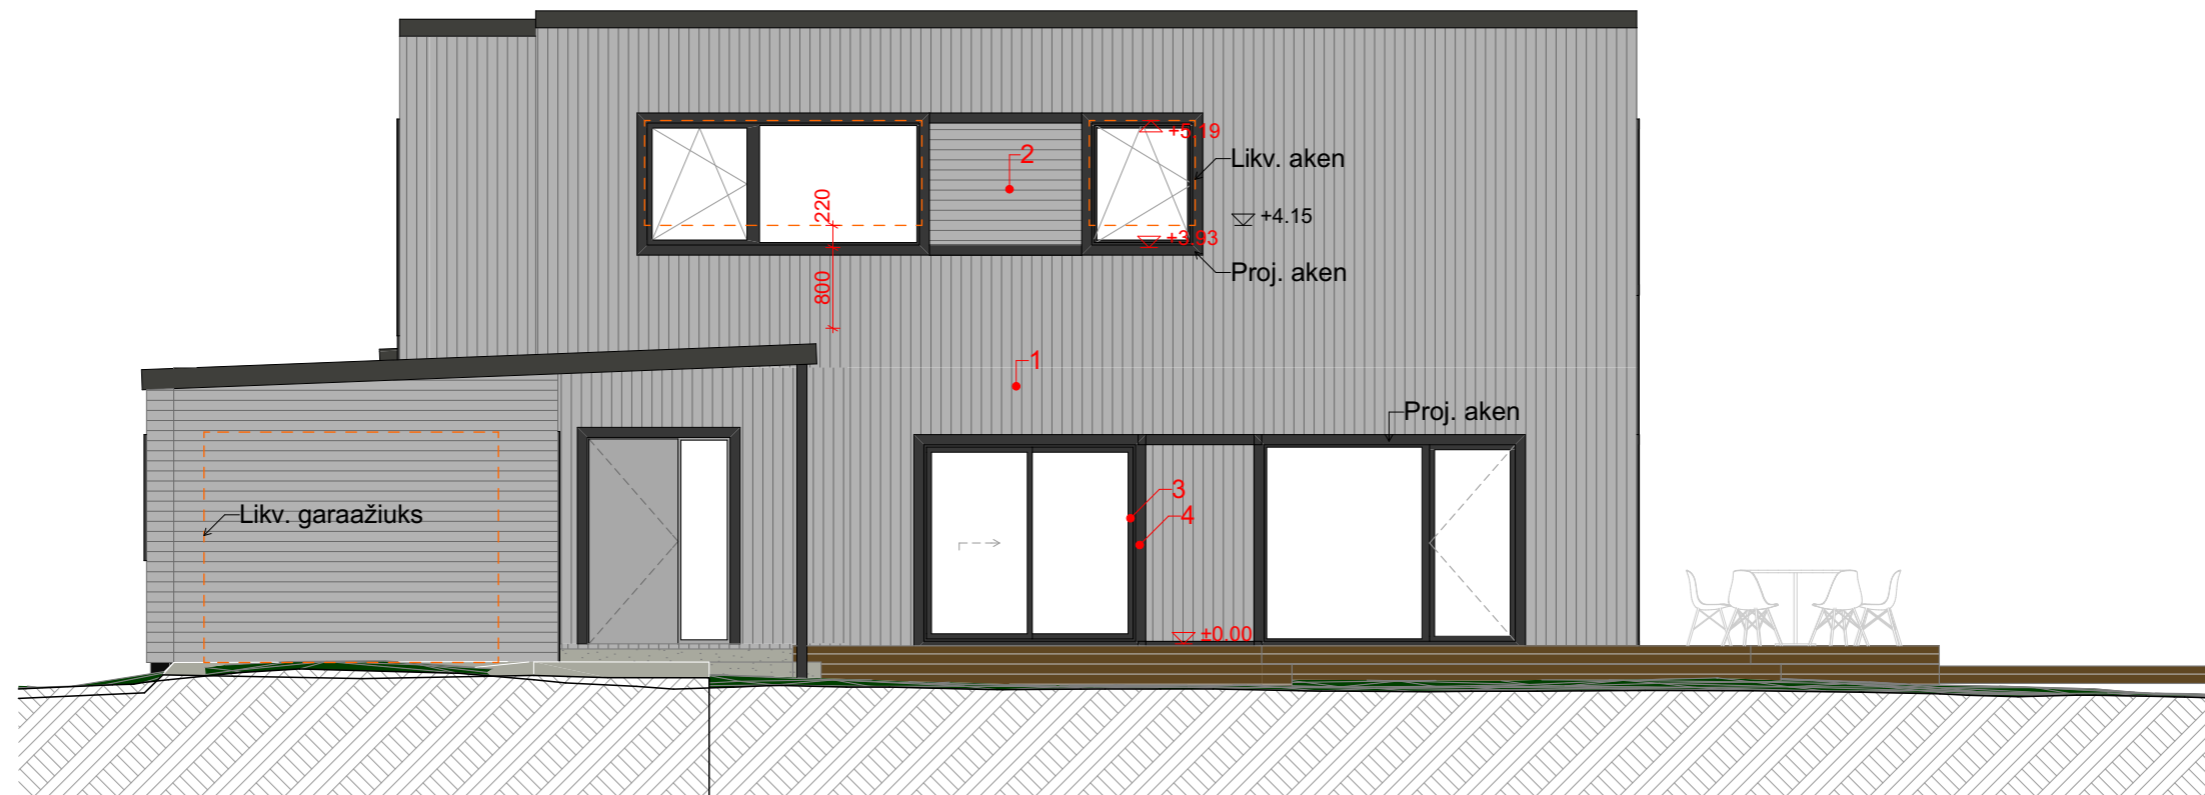 +5.19
2
Likv. aken
220
+4.15
+3.93
Proj. aken
800
1
Proj. aken
3
Likv. garaažiuks
4
±0.00